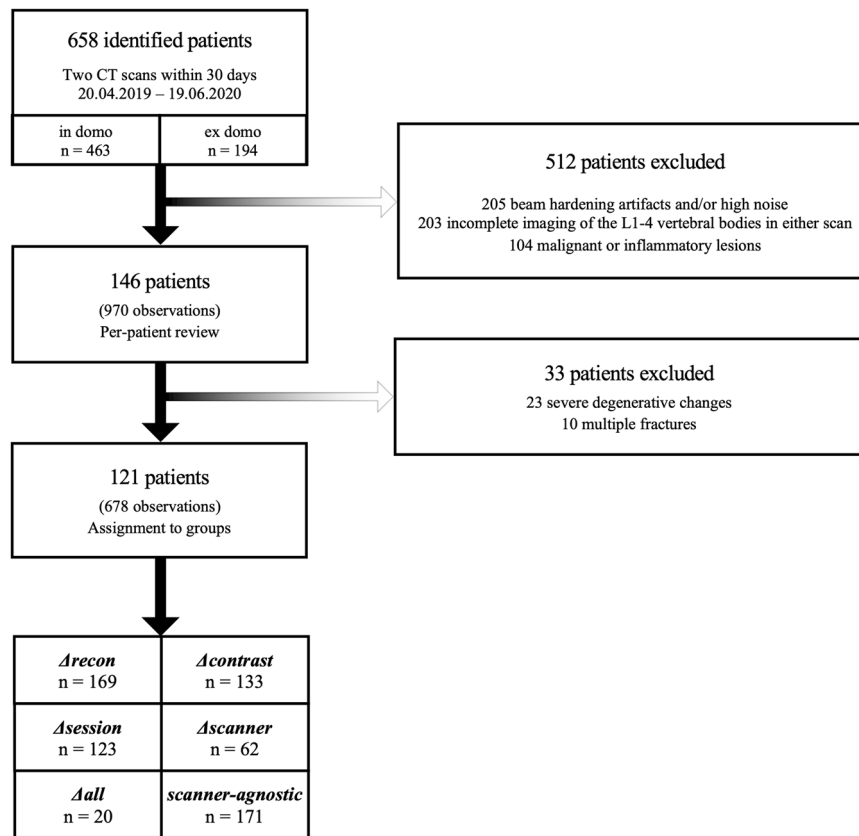 658 identified patients
Two CT scans within 30 days
20.04.2019 – 19.06.2020
in domo
n = 463
ex domo
n = 194
512 patients excluded
205 beam hardening artifacts and/or high noise
203 incomplete imaging of the L1-4 vertebral bodies in either scan
104 malignant or inflammatory lesions
146 patients
(970 observations)
Per-patient review
33 patients excluded
23 severe degenerative changes
10 multiple fractures
121 patients
(678 observations)
Assignment to groups
Δrecon
n = 169
Δcontrast
n = 133
Δsession
n = 123
Δscanner
n = 62
Δall
n = 20
scanner-agnostic
n = 171